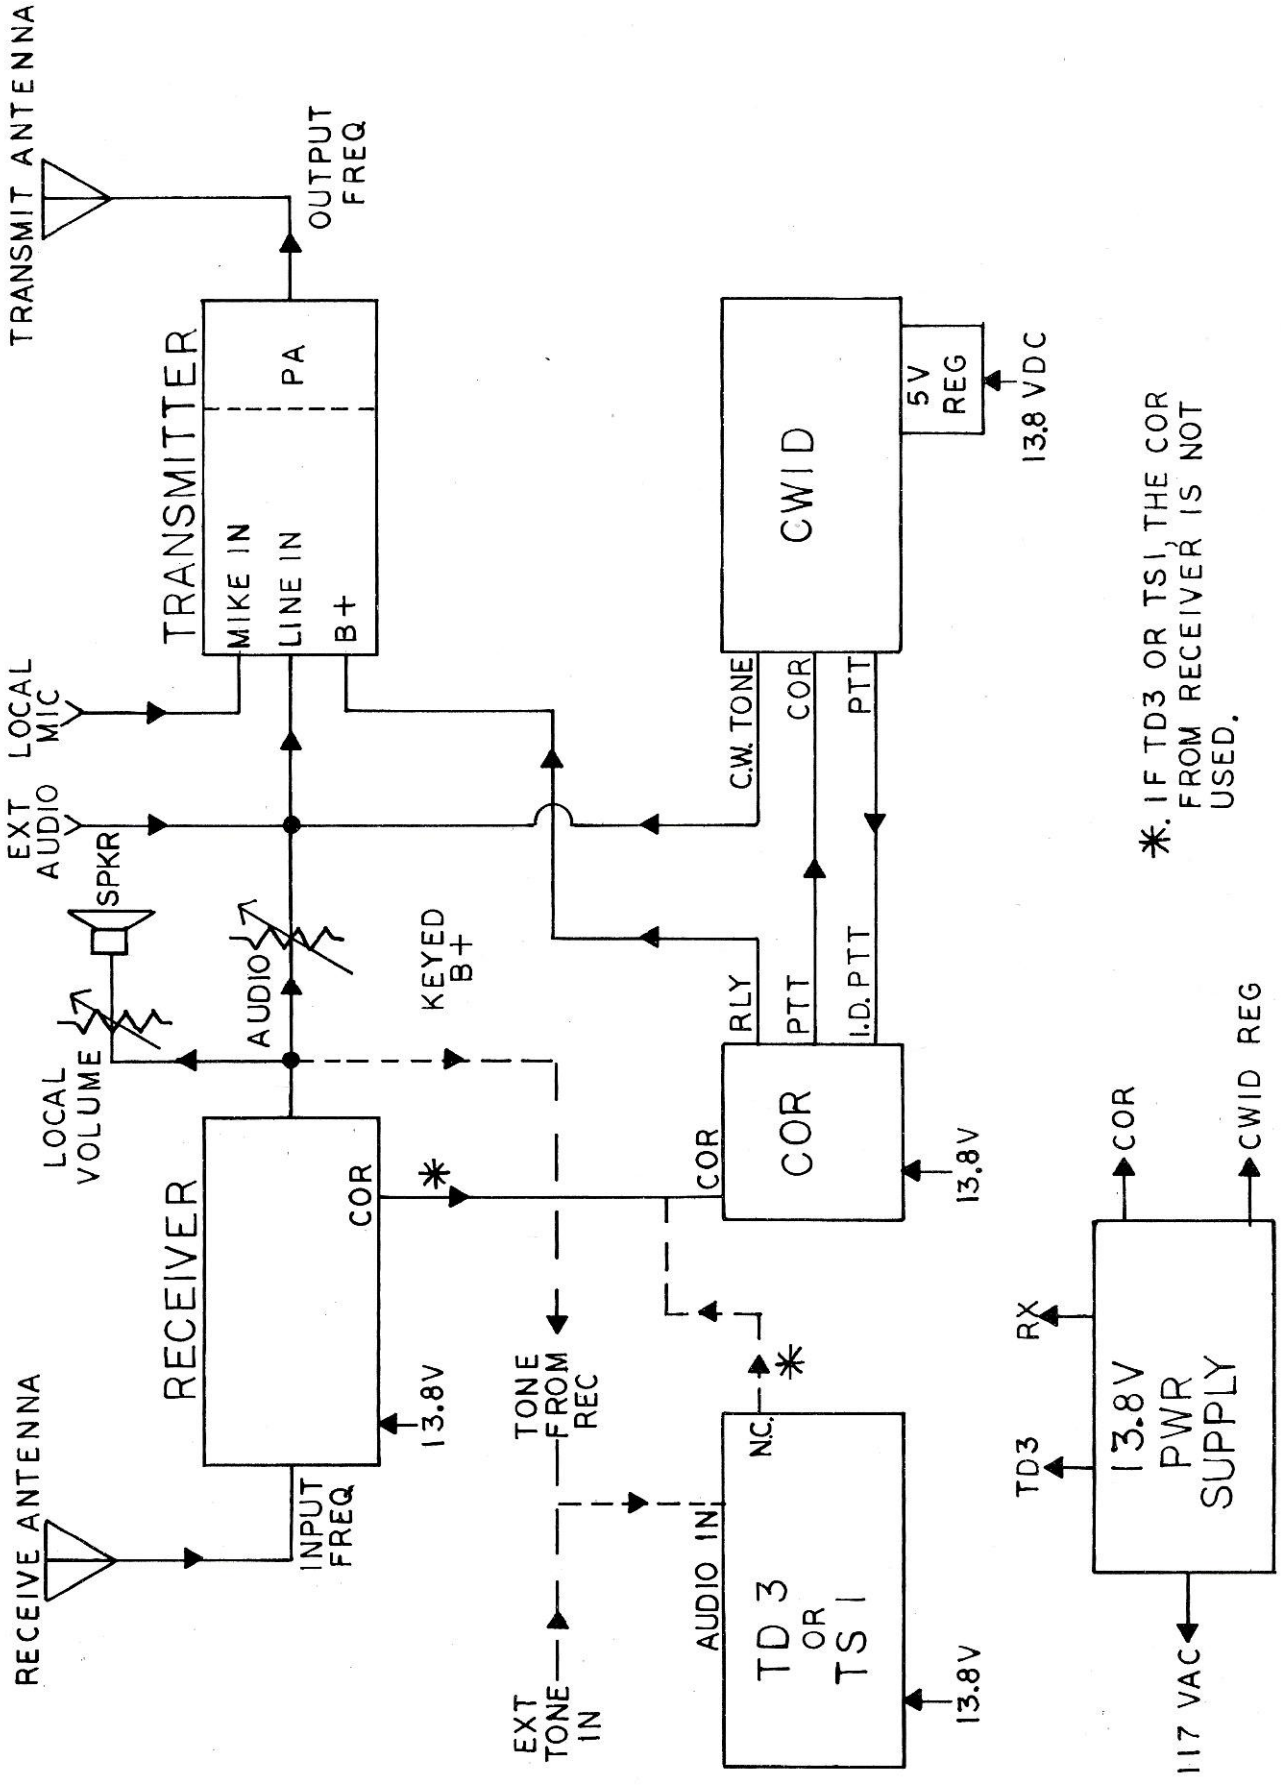 RECEIVE ANTENNA
INPUT
FREQ
RECEIVER
COR
13.8V
LOCAL
VOLUME
SPKR
AUDIO
EXT
AUDIO
LOCAL
MIC
TRANSMITTER
MIKE IN
LINE IN
B+
PA
TRANSMIT ANTENNA
OUTPUT
FREQ
KEYED
B+
*
EXT
TONE
IN
TONE
FROM
REC
AUDIO IN
N.C.
*
TD 3
OR
TS 1
13.8V
COR
COR
13.8V
RLY
PTT
I.D. PTT
C.W. TONE
COR
PTT
CWID
5V
REG
13.8 VDC
117 VAC
13.8V
PWR
SUPPLY
TD3
RX
COR
CWID REG
*. IF TD3 OR TS1, THE COR
FROM RECEIVER IS NOT
USED.